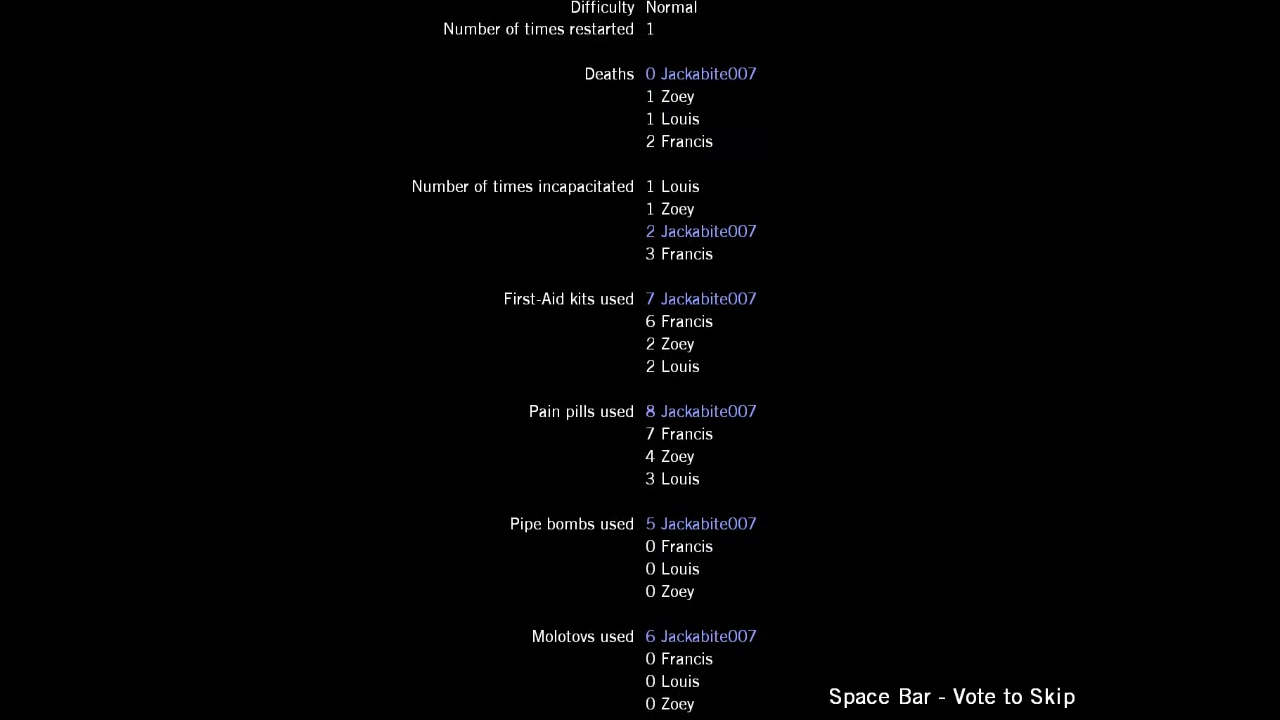 Difficulty Normal
Number of times restarted 1
Deaths 0 Jackabite007
1 Zoey
1 Louis
2 Francis
Number of times incapacitated 1 Louis
1 Zoey
2 Jackabite007
3 Francis
First-Aid kits used 7 Jackabite007
6 Francis
2 Zoey
2 Louis
Pain pills used 8 Jackabite007
7 Francis
4 Zoey
3 Louis
Pipe bombs used 5 Jackabite007
0 Francis
0 Louis
0 Zoey
Molotovs used 6 Jackabite007
0 Francis
0 Louis
0 Zoey
Space Bar - Vote to Skip